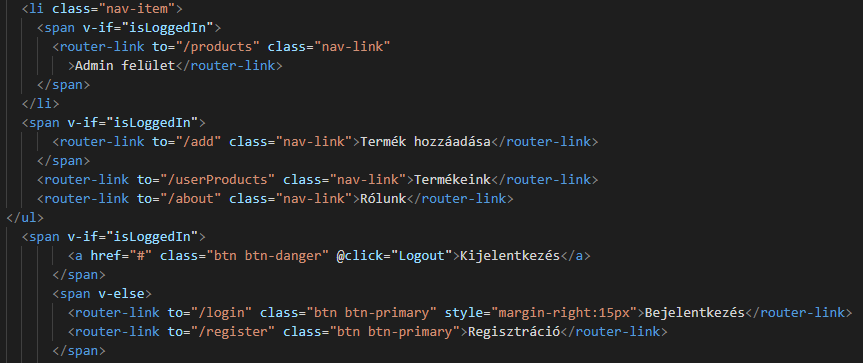 <li class="nav-item">
<span v-if="isLoggedIn">
<router-link to="/products" class="nav-link"
>Admin felület</router-link>
</span>
</li>
<span v-if="isLoggedIn">
<router-link to="/add" class="nav-link">Termék hozzáadása</router-link>
</span>
<router-link to="/userProducts" class="nav-link">Termékeink</router-link>
<router-link to="/about" class="nav-link">Rólunk</router-link>
</ul>
<span v-if="isLoggedIn">
<a href="#" class="btn btn-danger" @click="Logout">Kijelentkezés</a>
</span>
<span v-else>
<router-link to="/login" class="btn btn-primary" style="margin-right:15px">Bejelentkezés</router-link>
<router-link to="/register" class="btn btn-primary">Regisztráció</router-link>
</span>